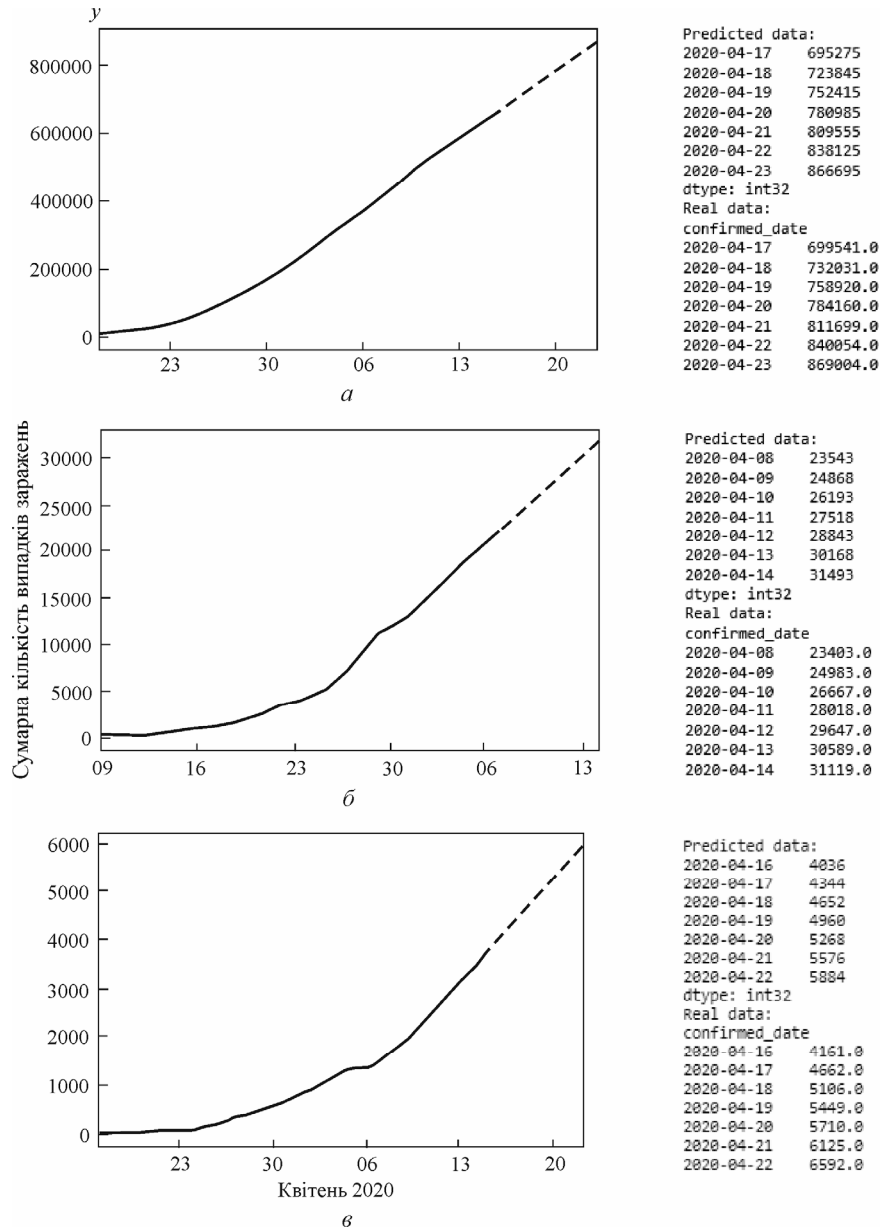 y
800000
600000
400000
200000
0
23 30 06 13 20
а
Predicted data:
2020-04-17 695275
2020-04-18 723845
2020-04-19 752415
2020-04-20 780985
2020-04-21 809555
2020-04-22 838125
2020-04-23 866695
dtype: int32
Real data:
confirmed_date
2020-04-17 699541.0
2020-04-18 732031.0
2020-04-19 758920.0
2020-04-20 784160.0
2020-04-21 811699.0
2020-04-22 840054.0
2020-04-23 869004.0
Сумарна кількість випадків заражень
30000
25000
20000
15000
10000
5000
0
09 16 23 30 06 13
б
Predicted data:
2020-04-08 23543
2020-04-09 24868
2020-04-10 26193
2020-04-11 27518
2020-04-12 28843
2020-04-13 30168
2020-04-14 31493
dtype: int32
Real data:
confirmed_date
2020-04-08 23403.0
2020-04-09 24983.0
2020-04-10 26667.0
2020-04-11 28018.0
2020-04-12 29647.0
2020-04-13 30589.0
2020-04-14 31119.0
6000
5000
4000
3000
2000
1000
0
23 30 06 13 20
Квітень 2020
в
Predicted data:
2020-04-16 4036
2020-04-17 4344
2020-04-18 4652
2020-04-19 4960
2020-04-20 5268
2020-04-21 5576
2020-04-22 5884
dtype: int32
Real data:
confirmed_date
2020-04-16 4161.0
2020-04-17 4662.0
2020-04-18 5106.0
2020-04-19 5449.0
2020-04-20 5710.0
2020-04-21 6125.0
2020-04-22 6592.0